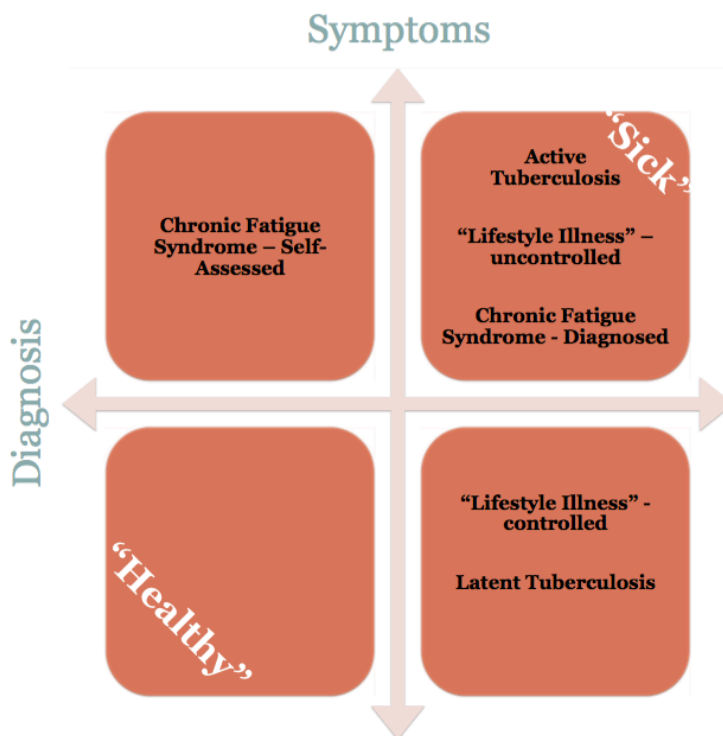 Symptoms
Diagnosis
Chronic Fatigue
Syndrome – Self-
Assessed
“Sick”
Active
Tuberculosis
“Lifestyle Illness” –
uncontrolled
Chronic Fatigue
Syndrome - Diagnosed
“Healthy”
“Lifestyle Illness” -
controlled
Latent Tuberculosis